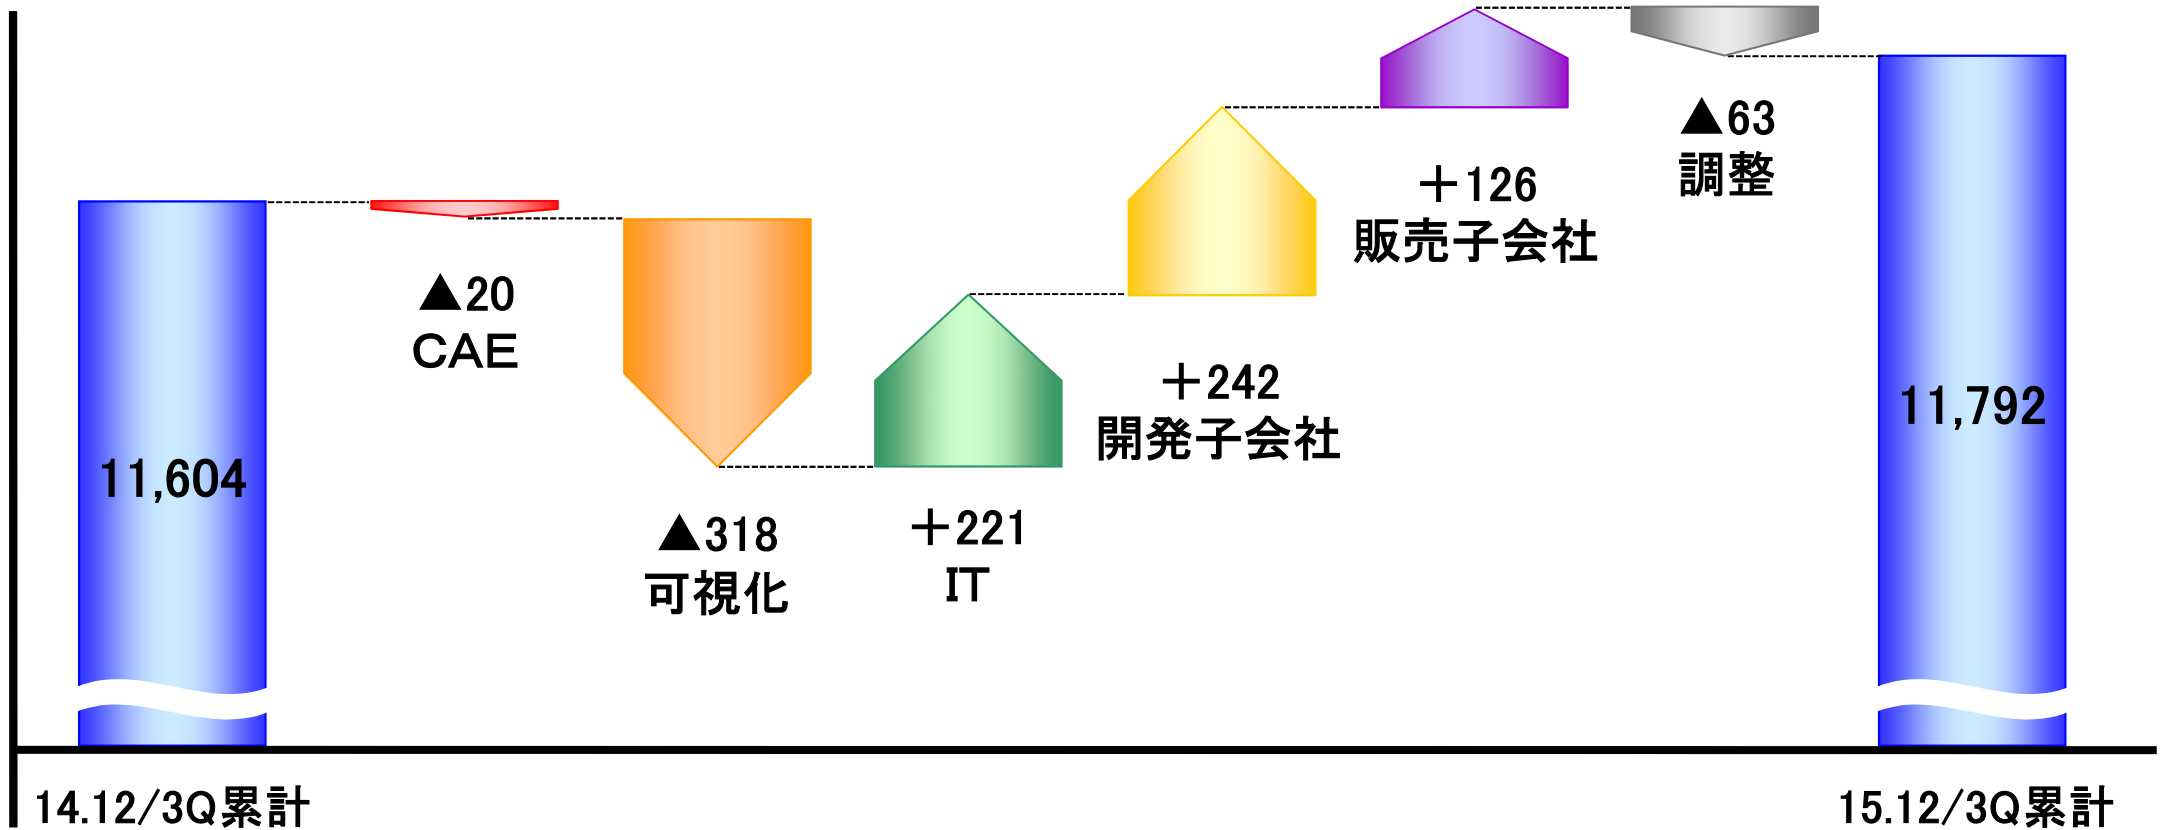 11,604
▲20
CAE
▲318
可視化
＋221
IT
＋242
開発子会社
＋126
販売子会社
▲63
調整
11,792
14.12/3Q累計
15.12/3Q累計